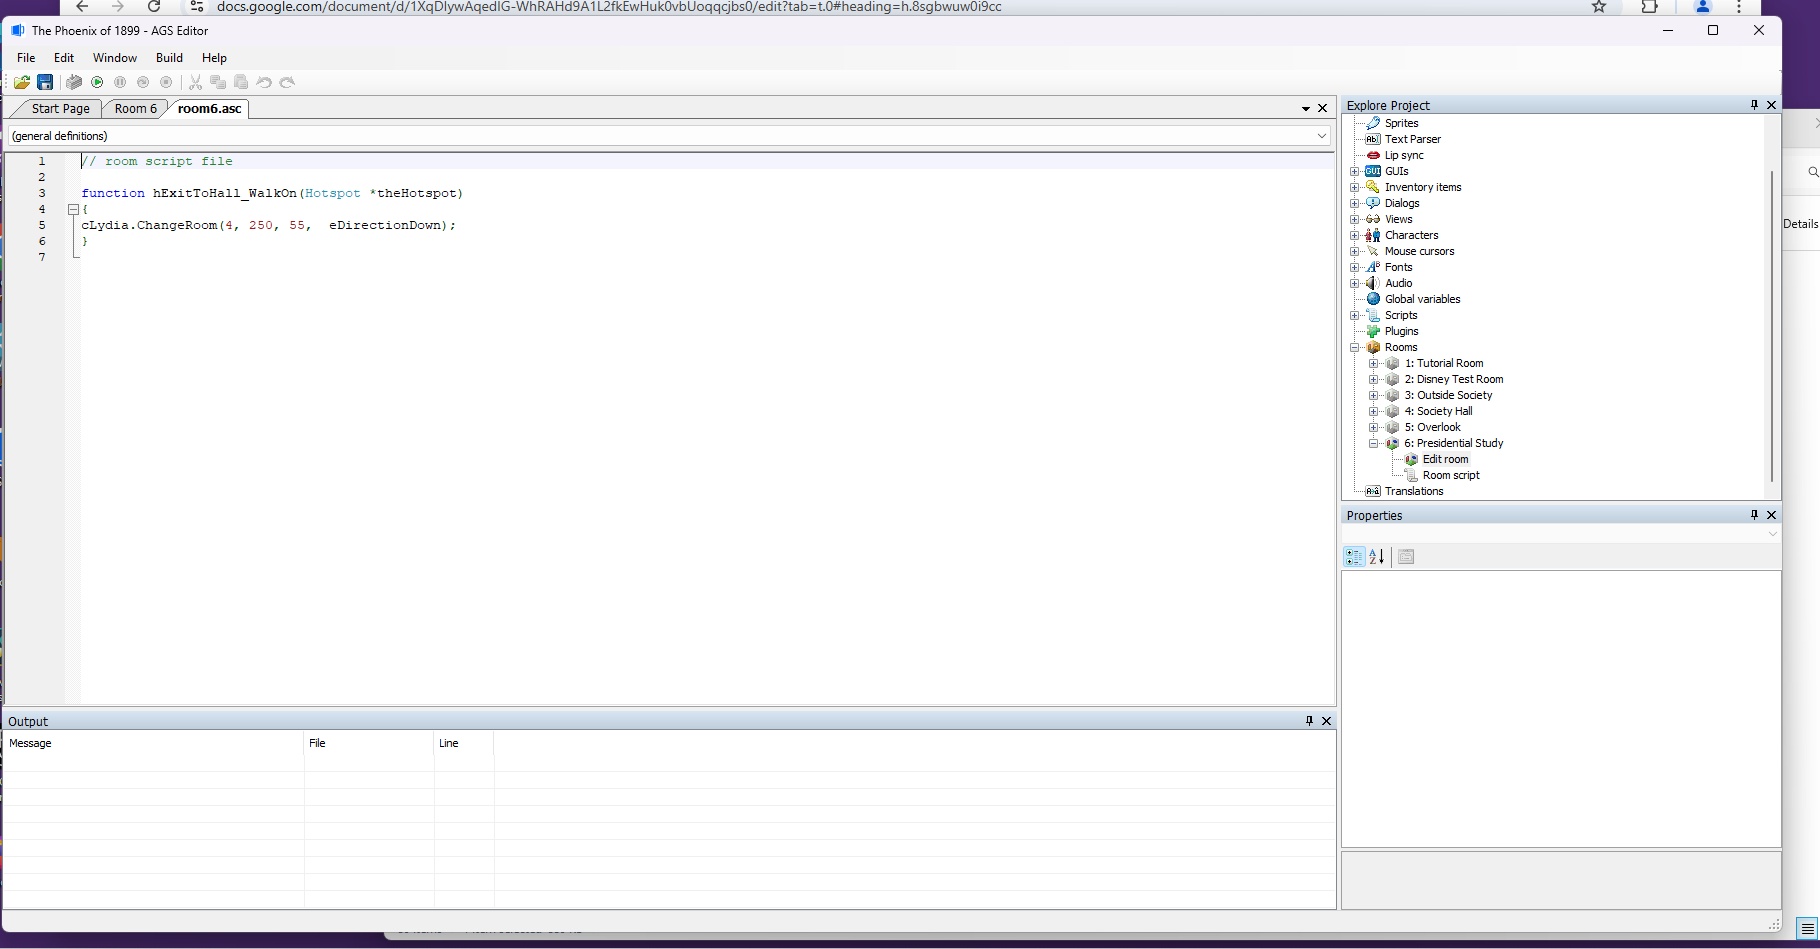 docs.google.com/document/d/1XqDlywAqedIG-WhRAHd9A1L2fkEwHuk0vbUoqqcjbs0/edit?tab=t.0#heading=h.8sgbwuw0i9cc
The Phoenix of 1899 - AGS Editor
File Edit Window Build Help
Start Page Room 6 room6.asc
(general definitions)
1 // room script file
2
3 function hExitToHall_WalkOn(Hotspot *theHotspot)
4 {
5 cLydia.ChangeRoom(4, 250, 55,  eDirectionDown);
6 }
7
Output
Message File Line
Explore Project
Sprites
Text Parser
Lip sync
GUIs
Inventory items
Dialogs
Views
Characters
Mouse cursors
Fonts
Audio
Global variables
Scripts
Plugins
Rooms
1: Tutorial Room
2: Disney Test Room
3: Outside Society
4: Society Hall
5: Overlook
6: Presidential Study
Edit room
Room script
Translations
Properties
Details